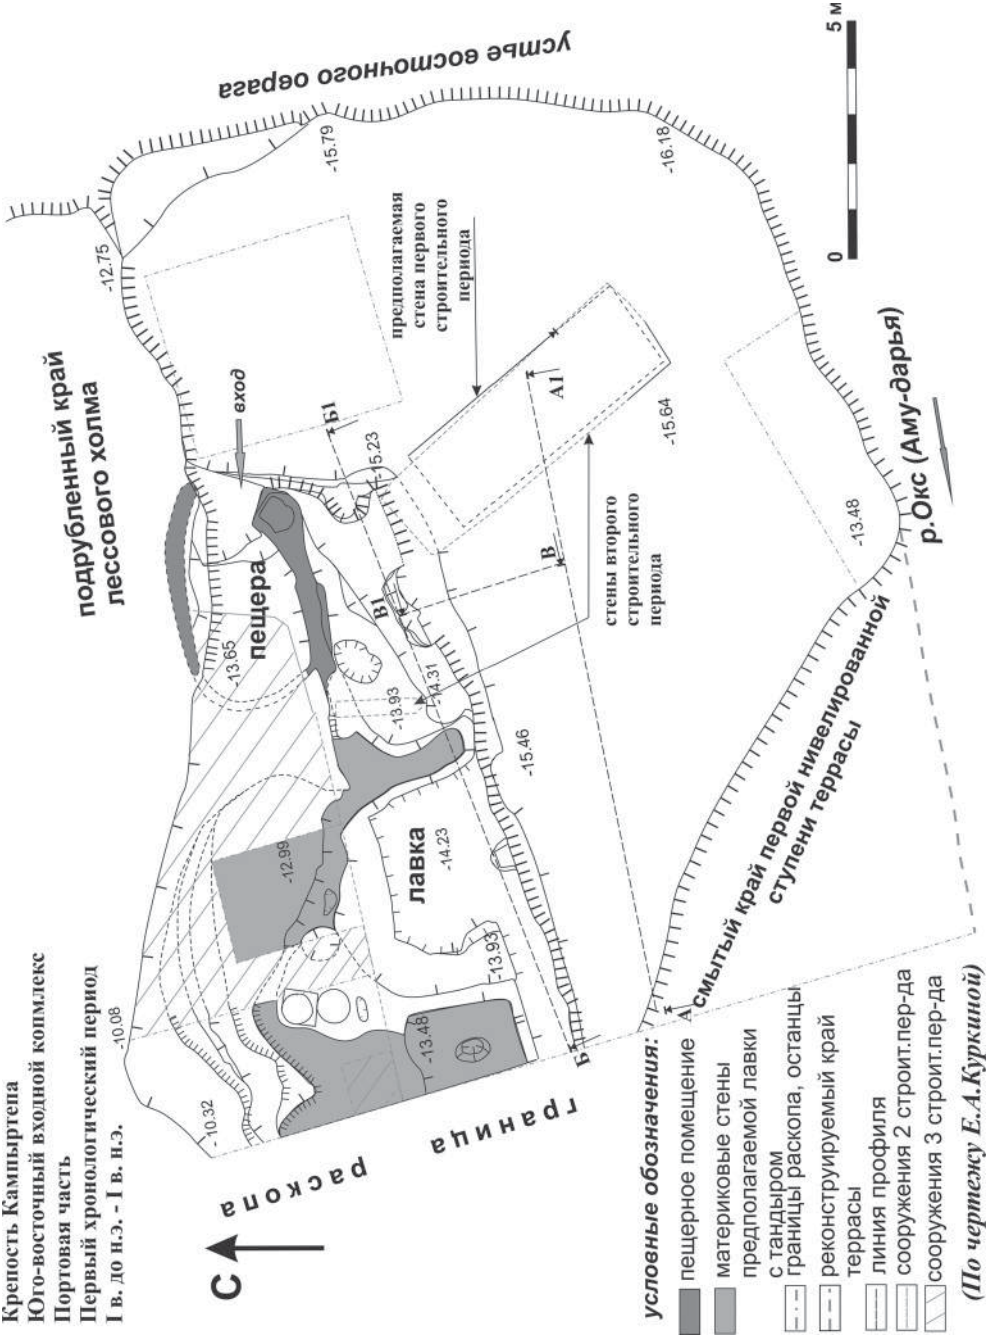 Крепость Кампыртепа
Юго-восточный входной копмлекс
Портовая часть
Первый хронологический период
I в. до н.э. - I в. н.э.
С
граница раскопа
подрубленный край
лессового холма
устье восточного оврага
вход
пещера
лавка
предполагаемая
стена первого
строительного
периода
стены второго
строительного
периода
смытый край первой нивелированной
ступени террасы
р.Окс (Аму-дарья)
-10.08
-10.32
-12.75
-15.79
-16.18
-13.65
-12.99
-13.93
-14.31
-15.23
-15.64
-15.46
-14.23
-13.93
-13.48
-13.48
Б
Б1
В
В1
А
А1
0
5 м
условные обозначения:
пещерное помещение
материковые стены
предполагаемой лавки
с тандыром
границы раскопа, останцы
реконструируемый край
террасы
линия профиля
сооружения 2 строит.пер-да
сооружения 3 строит.пер-да
(По чертежу Е.А.Куркиной)